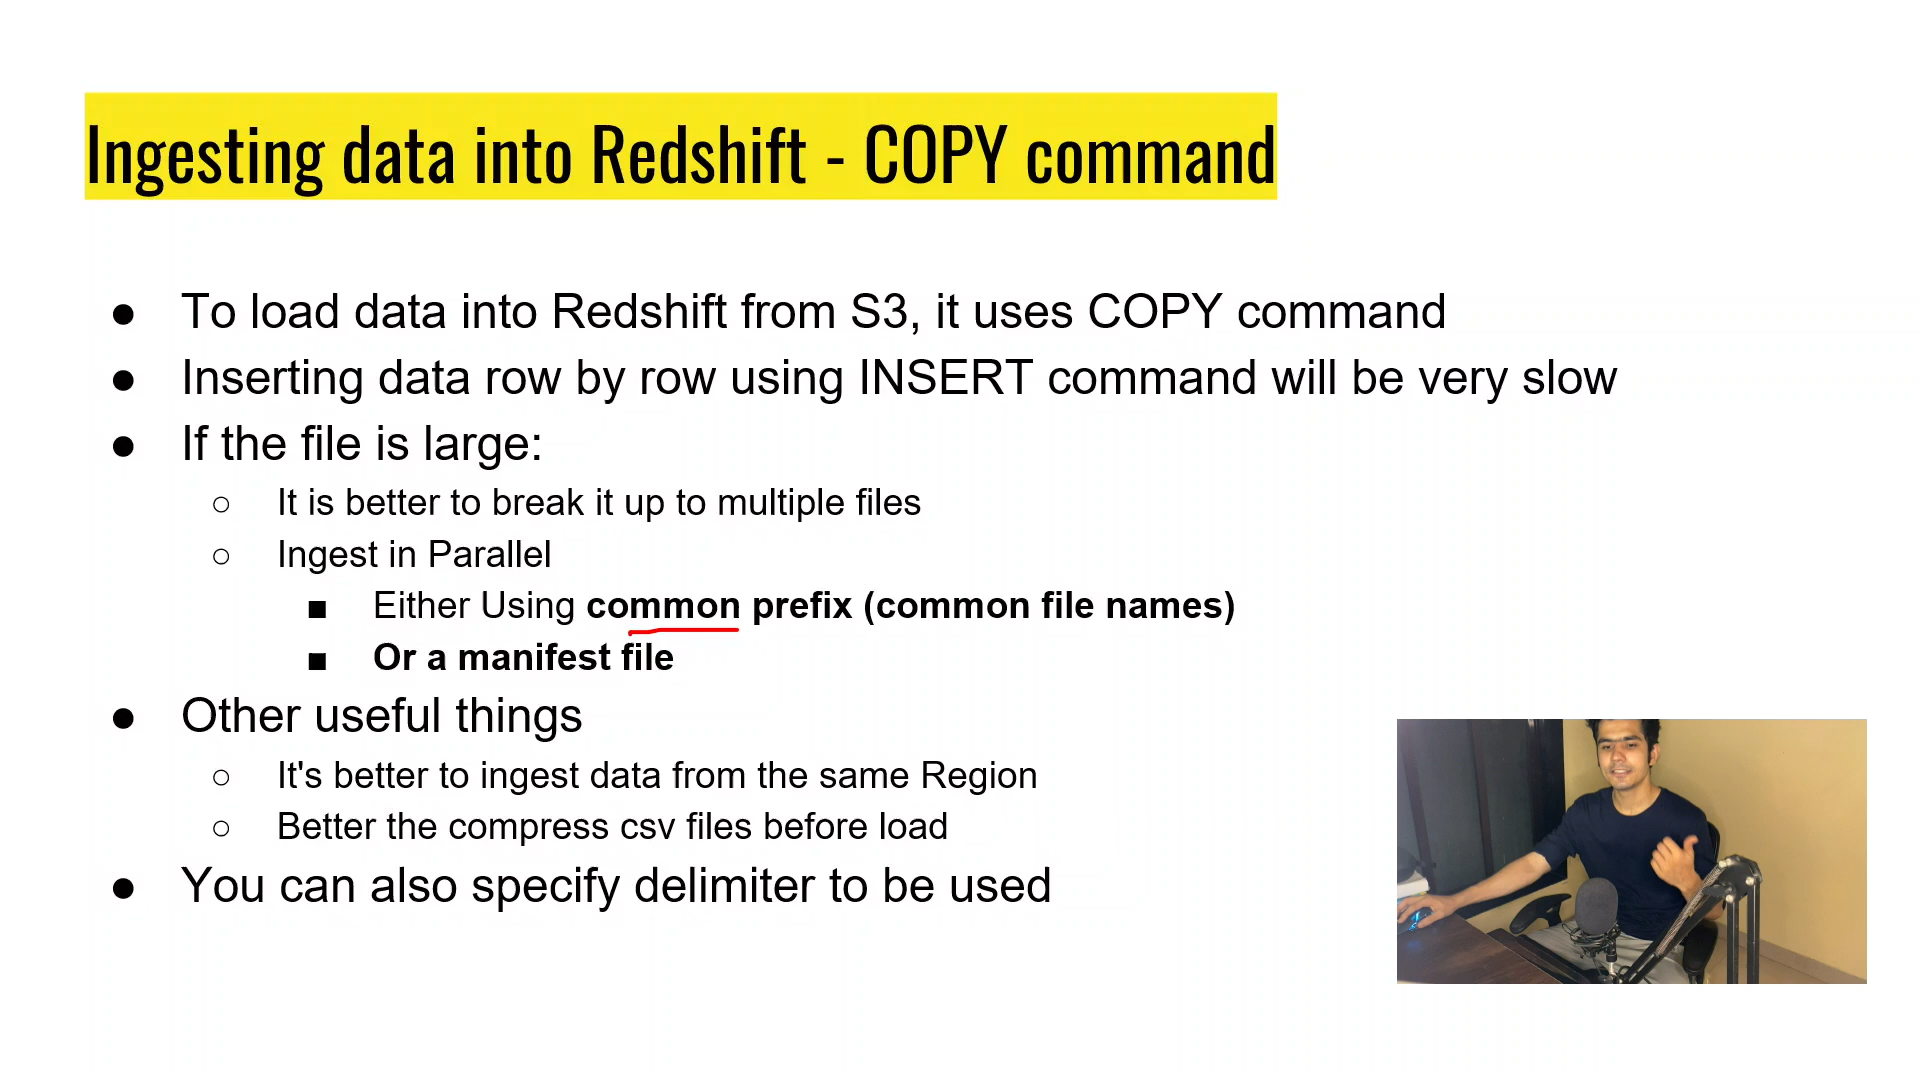 Ingesting data into Redshift - COPY command
● To load data into Redshift from S3, it uses COPY command
● Inserting data row by row using INSERT command will be very slow
● If the file is large:
○ It is better to break it up to multiple files
○ Ingest in Parallel
■ Either Using common prefix (common file names)
■ Or a manifest file
● Other useful things
○ It's better to ingest data from the same Region
○ Better the compress csv files before load
● You can also specify delimiter to be used